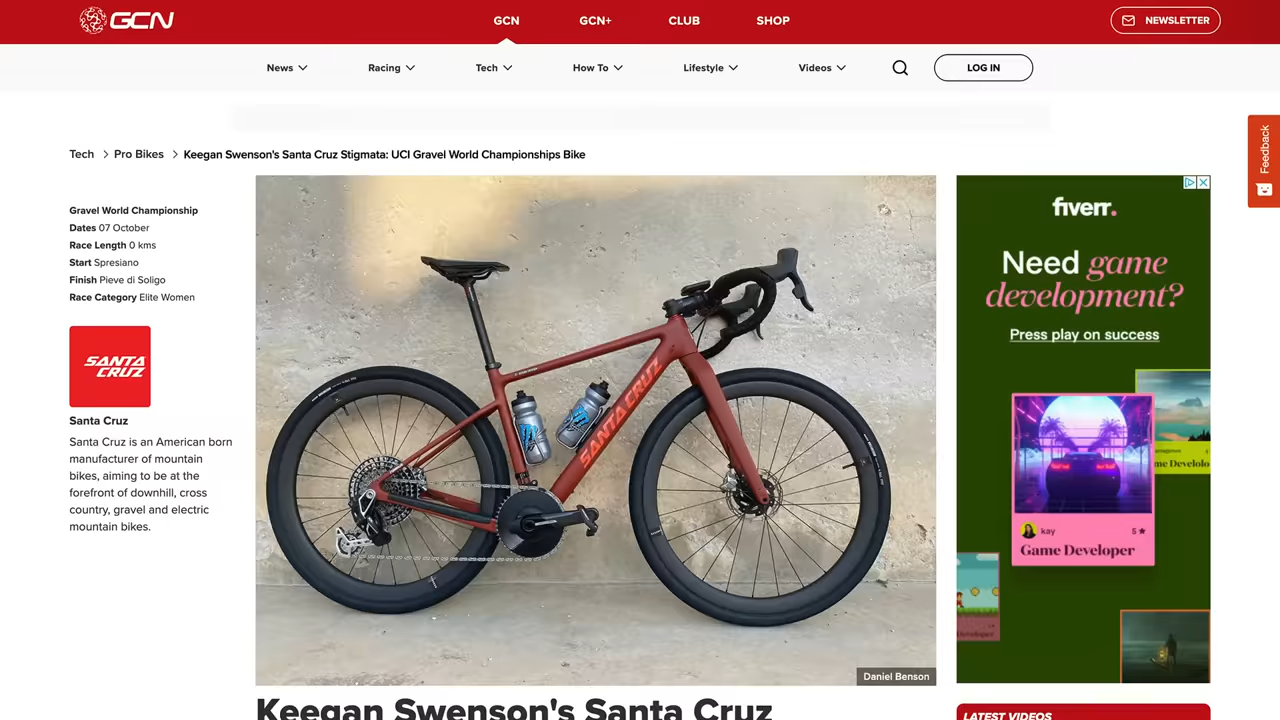 GCN
GCN
GCN+
CLUB
SHOP
NEWSLETTER
News
Racing
Tech
How To
Lifestyle
Videos
LOG IN
Feedback
Tech
Pro Bikes
Keegan Swenson's Santa Cruz Stigmata: UCI Gravel World Championships Bike
Gravel World Championship
Dates 07 October
Race Length 0 kms
Start Spresiano
Finish Pieve di Soligo
Race Category Elite Women
SANTA
CRUZ
Santa Cruz
Santa Cruz is an American born
manufacturer of mountain
bikes, aiming to be at the
forefront of downhill, cross
country, gravel and electric
mountain bikes.
SANTA CRUZ
Daniel Benson
fiverr.
Need game
development?
Press play on success
kay
5
Game Developer
Keegan Swenson's Santa Cruz
LATEST VIDEOS